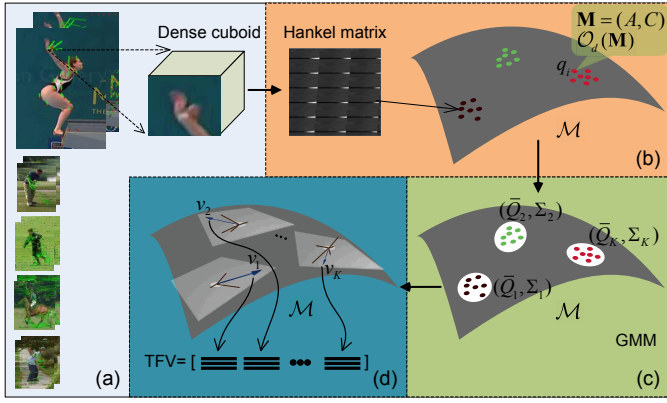 Dense cuboid
Hankel matrix
M = (A, C)
O_d(M)
q_i
M
(b)
(Q̄_1, Σ_1)
(Q̄_2, Σ_2)
(Q̄_K, Σ_K)
M
GMM
(c)
v_1
v_2
...
v_K
M
TFV= [ ]
(d)
(a)